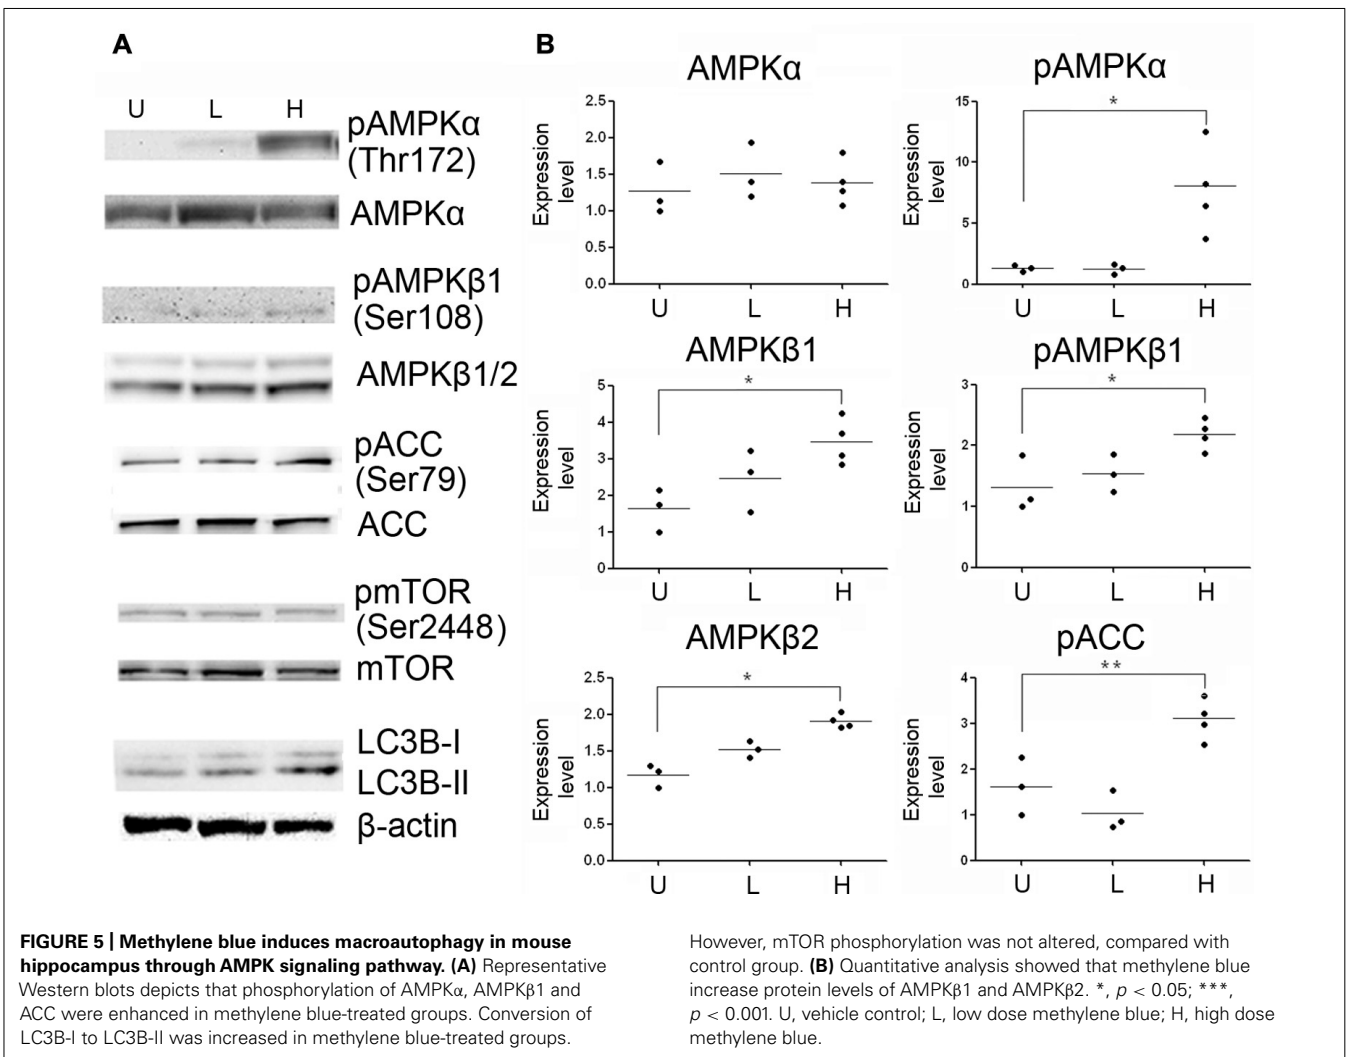 A
U L H
pAMPKα
(Thr172)
AMPKα
pAMPKβ1
(Ser108)
AMPKβ1/2
pACC
(Ser79)
ACC
pmTOR
(Ser2448)
mTOR
LC3B-I
LC3B-II
β-actin
B
AMPKα
Expression
level
2.5
2.0
1.5
1.0
0.5
0.0
U L H
pAMPKα
Expression
level
15
10
5
0
*
U L H
AMPKβ1
Expression
level
5
4
3
2
1
0
*
U L H
pAMPKβ1
Expression
level
3
2
1
0
*
U L H
AMPKβ2
Expression
level
2.5
2.0
1.5
1.0
0.5
0.0
*
U L H
pACC
Expression
level
4
3
2
1
0
**
U L H
FIGURE 5 | Methylene blue induces macroautophagy in mouse
hippocampus through AMPK signaling pathway. (A) Representative
Western blots depicts that phosphorylation of AMPKα, AMPKβ1 and
ACC were enhanced in methylene blue-treated groups. Conversion of
LC3B-I to LC3B-II was increased in methylene blue-treated groups.
However, mTOR phosphorylation was not altered, compared with
control group. (B) Quantitative analysis showed that methylene blue
increase protein levels of AMPKβ1 and AMPKβ2. *, p < 0.05; ***,
p < 0.001. U, vehicle control; L, low dose methylene blue; H, high dose
methylene blue.